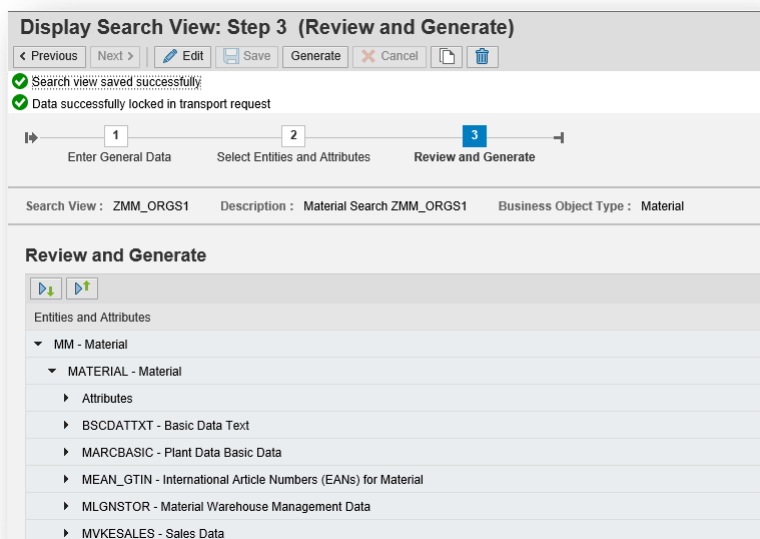 Display Search View: Step 3 (Review and Generate)
Previous Next Edit Save Generate Cancel
Search view saved successfully
Data successfully locked in transport request
1 2 3
Enter General Data Select Entities and Attributes Review and Generate
Search View : ZMM_ORGS1 Description : Material Search ZMM_ORGS1 Business Object Type : Material
Review and Generate
Entities and Attributes
MM - Material
MATERIAL - Material
Attributes
BSCDATTXT - Basic Data Text
MARCBASIC - Plant Data Basic Data
MEAN_GTIN - International Article Numbers (EANs) for Material
MLGNSTOR - Material Warehouse Management Data
MVKESALES - Sales Data